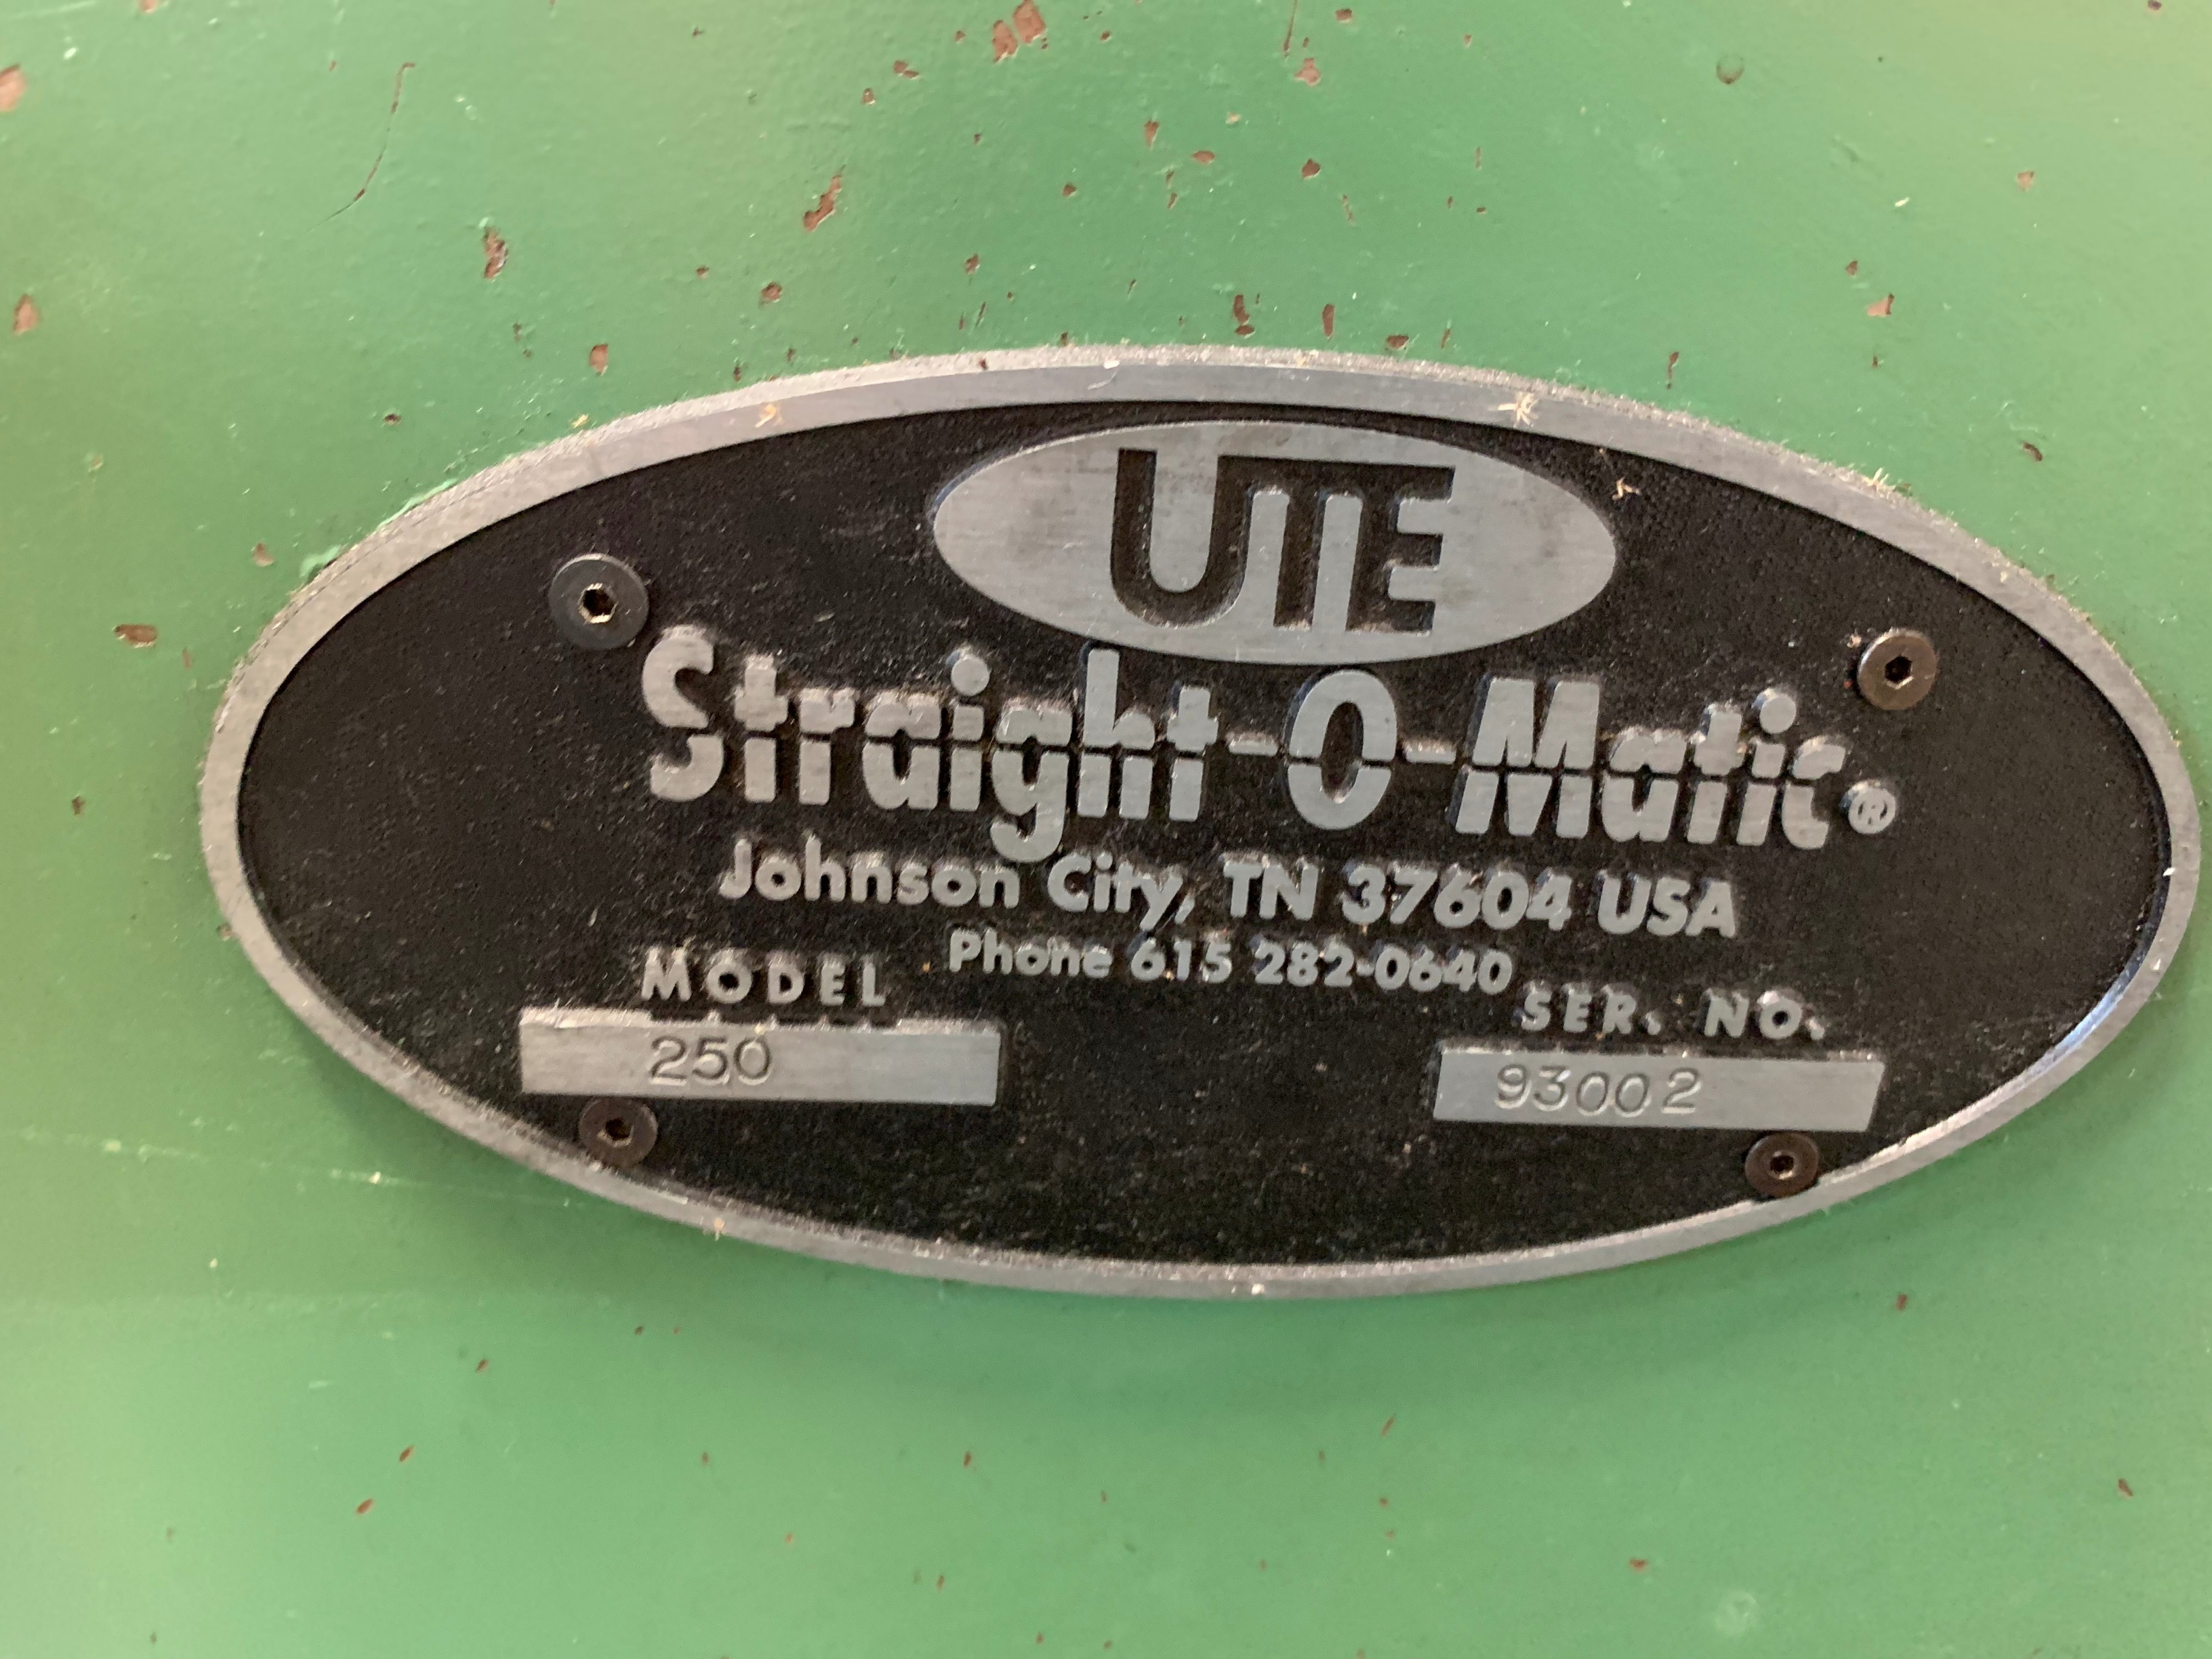 UTE
Straight-O-Matic®
Johnson City, TN 37604 USA
Phone 615 282-0640
MODEL
250
SER. NO.
93002